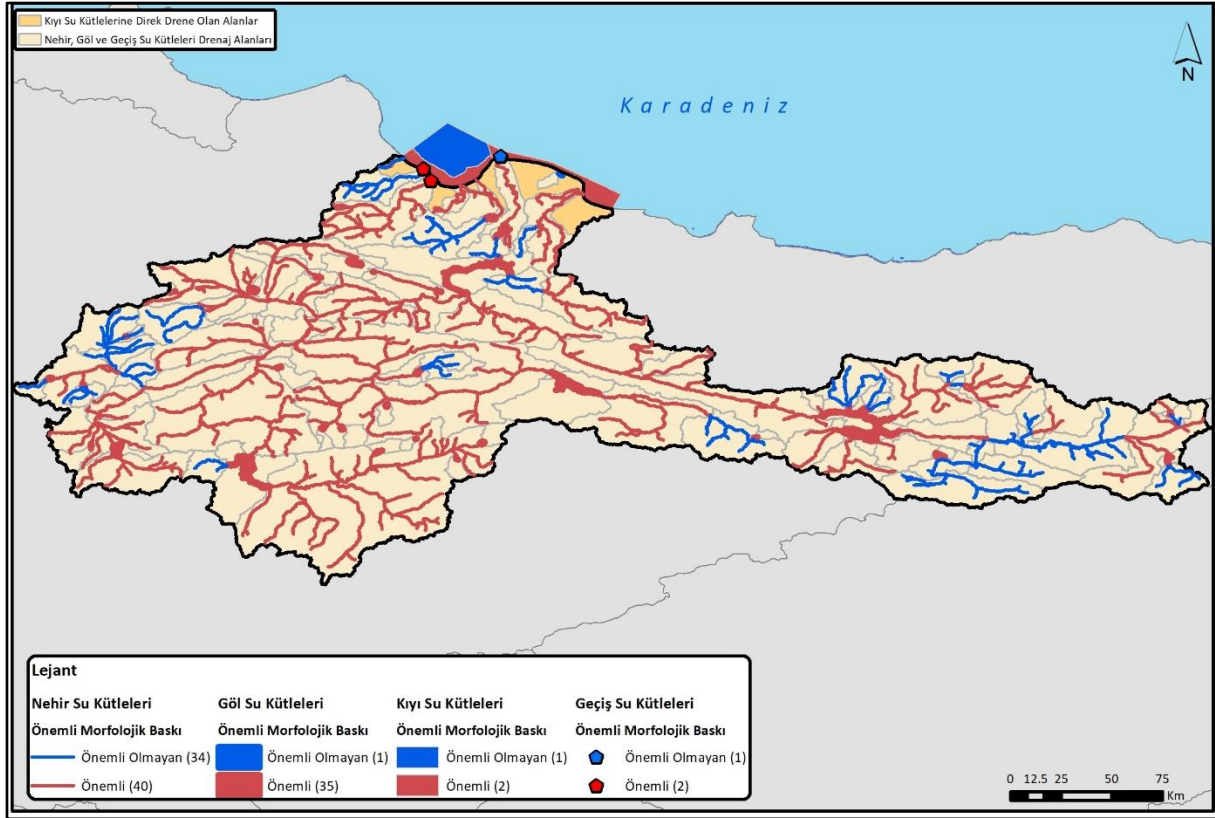 Kıyı Su Kütlelerine Direk Drene Olan Alanlar
Nehir, Göl ve Geçiş Su Kütleleri Drenaj Alanları
N
Karadeniz
Lejant
Nehir Su Kütleleri
Önemli Morfolojik Baskı
Önemli Olmayan (34)
Önemli (40)
Göl Su Kütleleri
Önemli Morfolojik Baskı
Önemli Olmayan (1)
Önemli (35)
Kıyı Su Kütleleri
Önemli Morfolojik Baskı
Önemli Olmayan (1)
Önemli (2)
Geçiş Su Kütleleri
Önemli Morfolojik Baskı
Önemli Olmayan (1)
Önemli (2)
0 12.5 25 50 75
Km